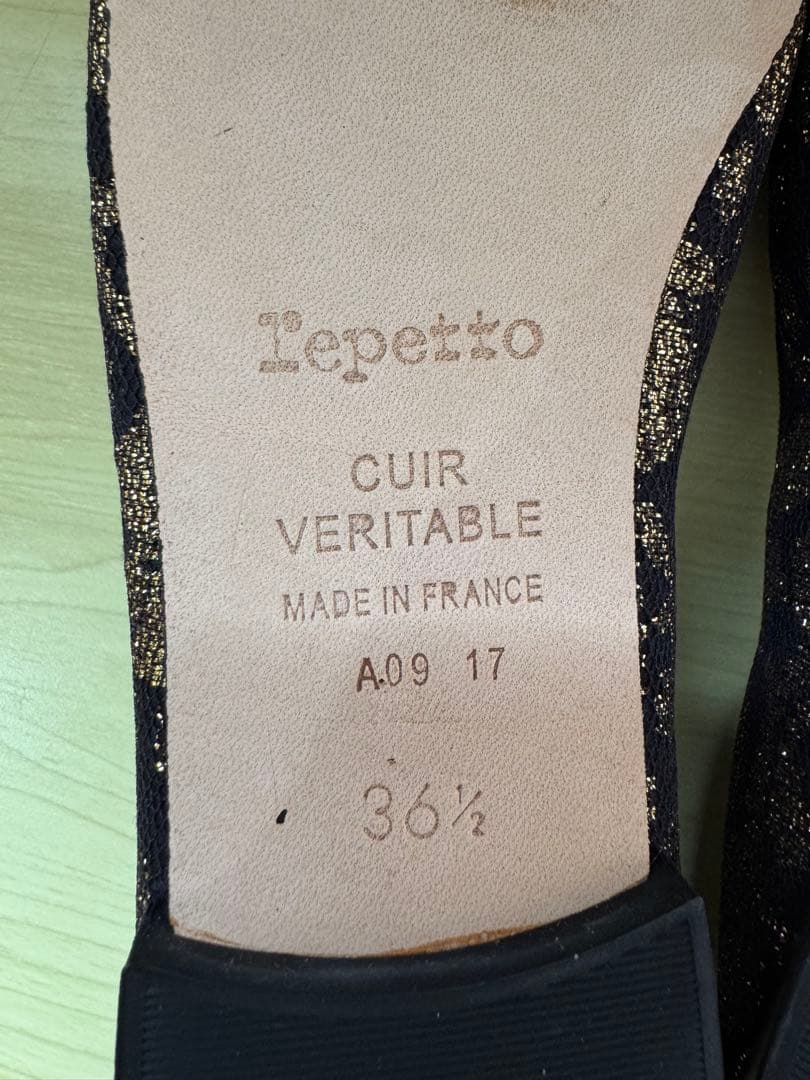 repetto
CUIR
VERITABLE
MADE IN FRANCE
A09 17
36½